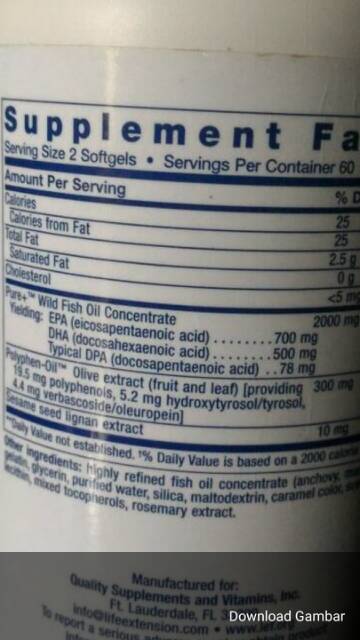 Supplement Fa
Serving Size 2 Softgels • Servings Per Container 60
Amount Per Serving % D
Calories 25
Calories from Fat 25
Total Fat 2.5 g
Saturated Fat 0 g
Cholesterol <5 m
Pure+™ Wild Fish Oil Concentrate 2000 mg
Yielding: EPA (eicosapentaenoic acid) ........700 mg
DHA (docosahexaenoic acid) ........500 mg
Typical DPA (docosapentaenoic acid) ..78 mg
Polyphen-Oil™ Olive extract (fruit and leaf) [providing 300 mg
19.5 mg polyphenols, 5.2 mg hydroxytyrosol/tyrosol,
4.4 mg verbascoside/oleuropein]
Sesame seed lignan extract 10 mg
**Daily Value not established. †% Daily Value is based on a 2000 calorie
Other ingredients: highly refined fish oil concentrate (anchovy,
gelatin, glycerin, purified water, silica, maltodextrin, caramel color,
lecithin, mixed tocopherols, rosemary extract.
Manufactured for:
Quality Supplements and Vitamins, Inc.
Ft. Lauderdale, FL
info@lifeextension.com •
To report a serious
Download Gambar